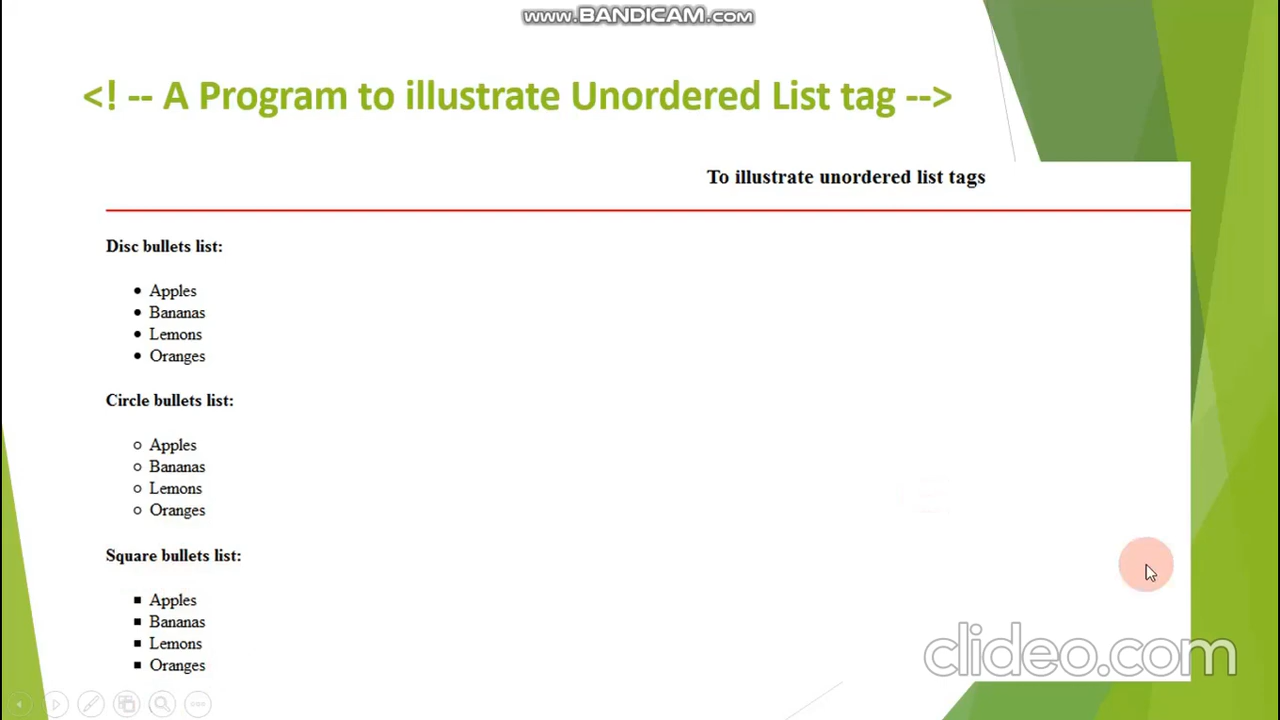 www.BANDICAM.com
<! -- A Program to illustrate Unordered List tag -->
To illustrate unordered list tags
Disc bullets list:
Apples
Bananas
Lemons
Oranges
Circle bullets list:
Apples
Bananas
Lemons
Oranges
Square bullets list:
Apples
Bananas
Lemons
Oranges
clideo.com